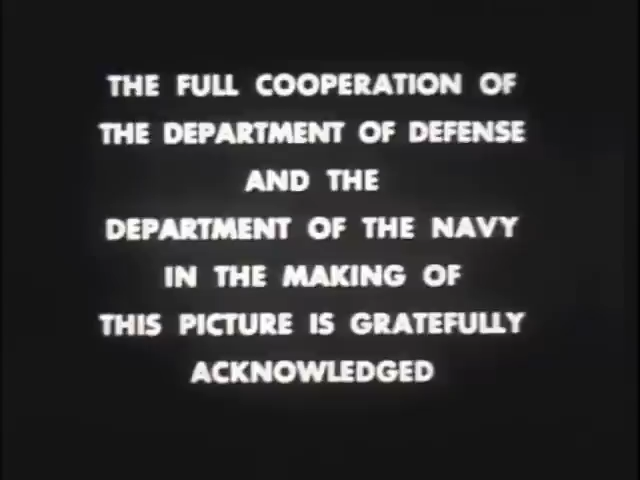 THE FULL COOPERATION OF
THE DEPARTMENT OF DEFENSE
AND THE
DEPARTMENT OF THE NAVY
IN THE MAKING OF
THIS PICTURE IS GRATEFULLY
ACKNOWLEDGED